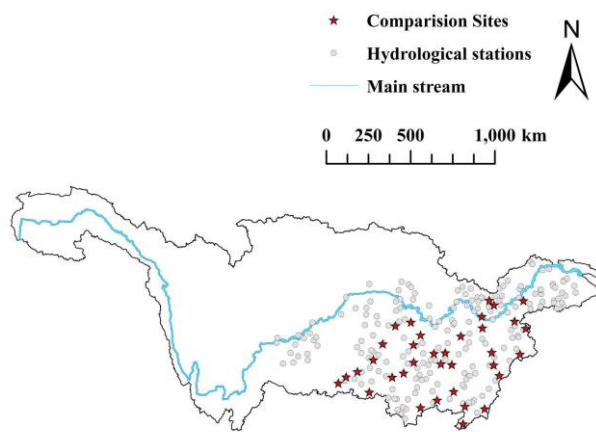 Comparision Sites
Hydrological stations
Main stream
N
0 250 500 1,000 km